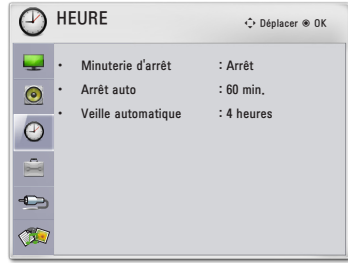 HEURE
Déplacer OK
• Minuterie d'arrêt : Arrêt
• Arrêt auto : 60 min.
• Veille automatique : 4 heures